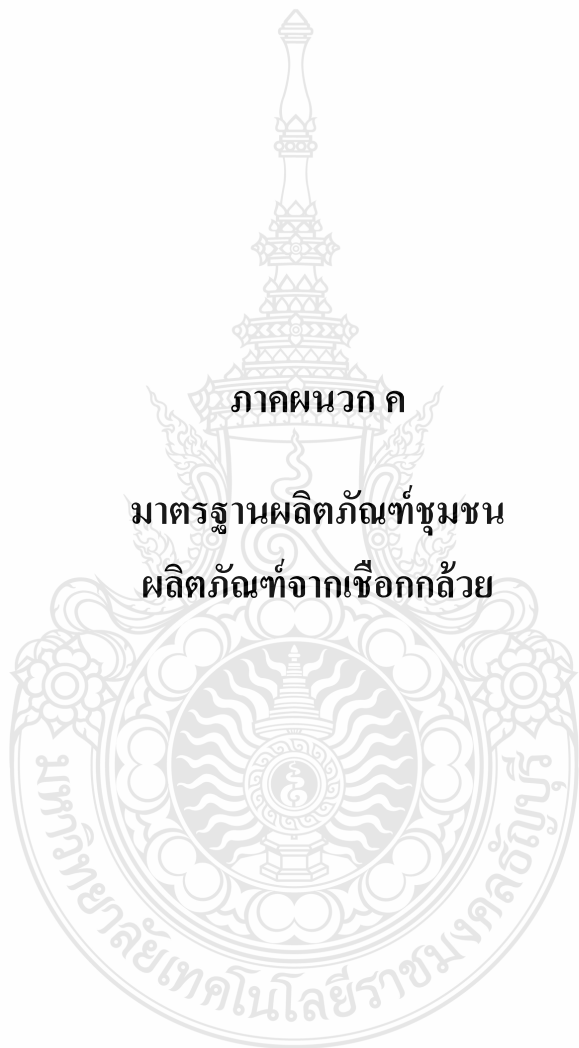 ภาคผนวก ค
มาตรฐานผลิตภัณฑ์ชุมชน
ผลิตภัณฑ์จากเชือกกล้วย
มหาวิทยาลัยเทคโนโลยีราชมงคลธัญบุรี